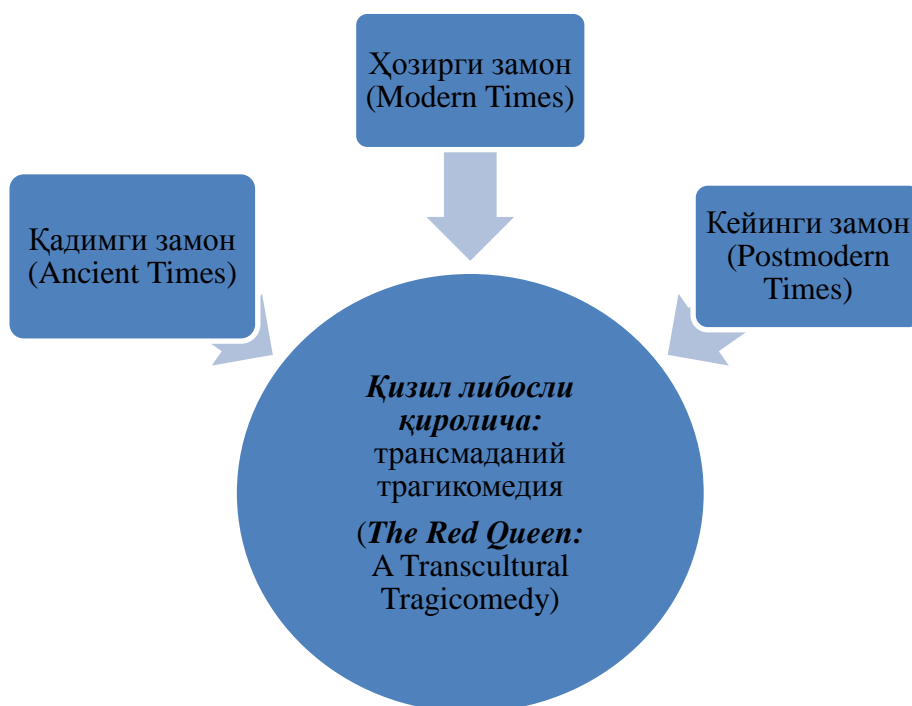 Ҳозирги замон
(Modern Times)
Қадимги замон
(Ancient Times)
Кейинги замон
(Postmodern
Times)
Қизил либосли
қиролича:
трансмаданий
трагикомедия
(The Red Queen:
A Transcultural
Tragicomedy)